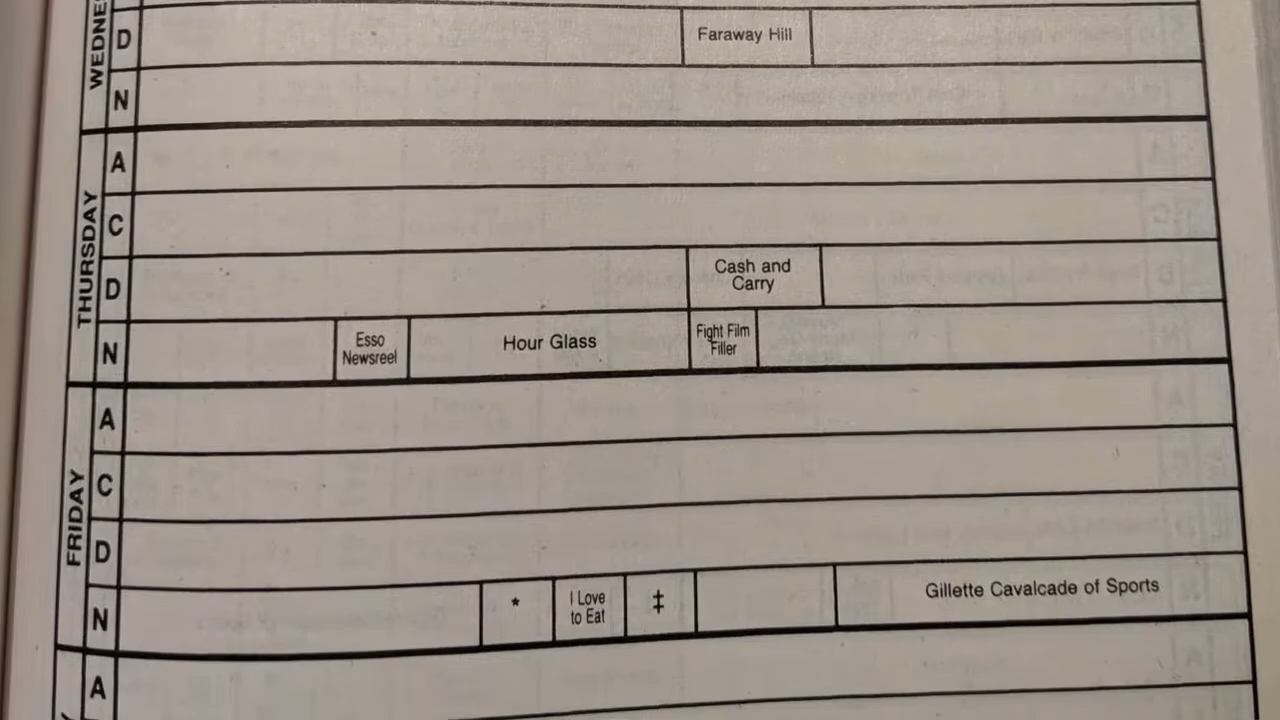 WEDNE
D
Faraway Hill
N
THURSDAY
A
C
D
Cash and
Carry
N
Esso
Newsreel
Hour Glass
Fight Film
Filler
FRIDAY
A
C
D
N
*
I Love
to Eat
‡
Gillette Cavalcade of Sports
A